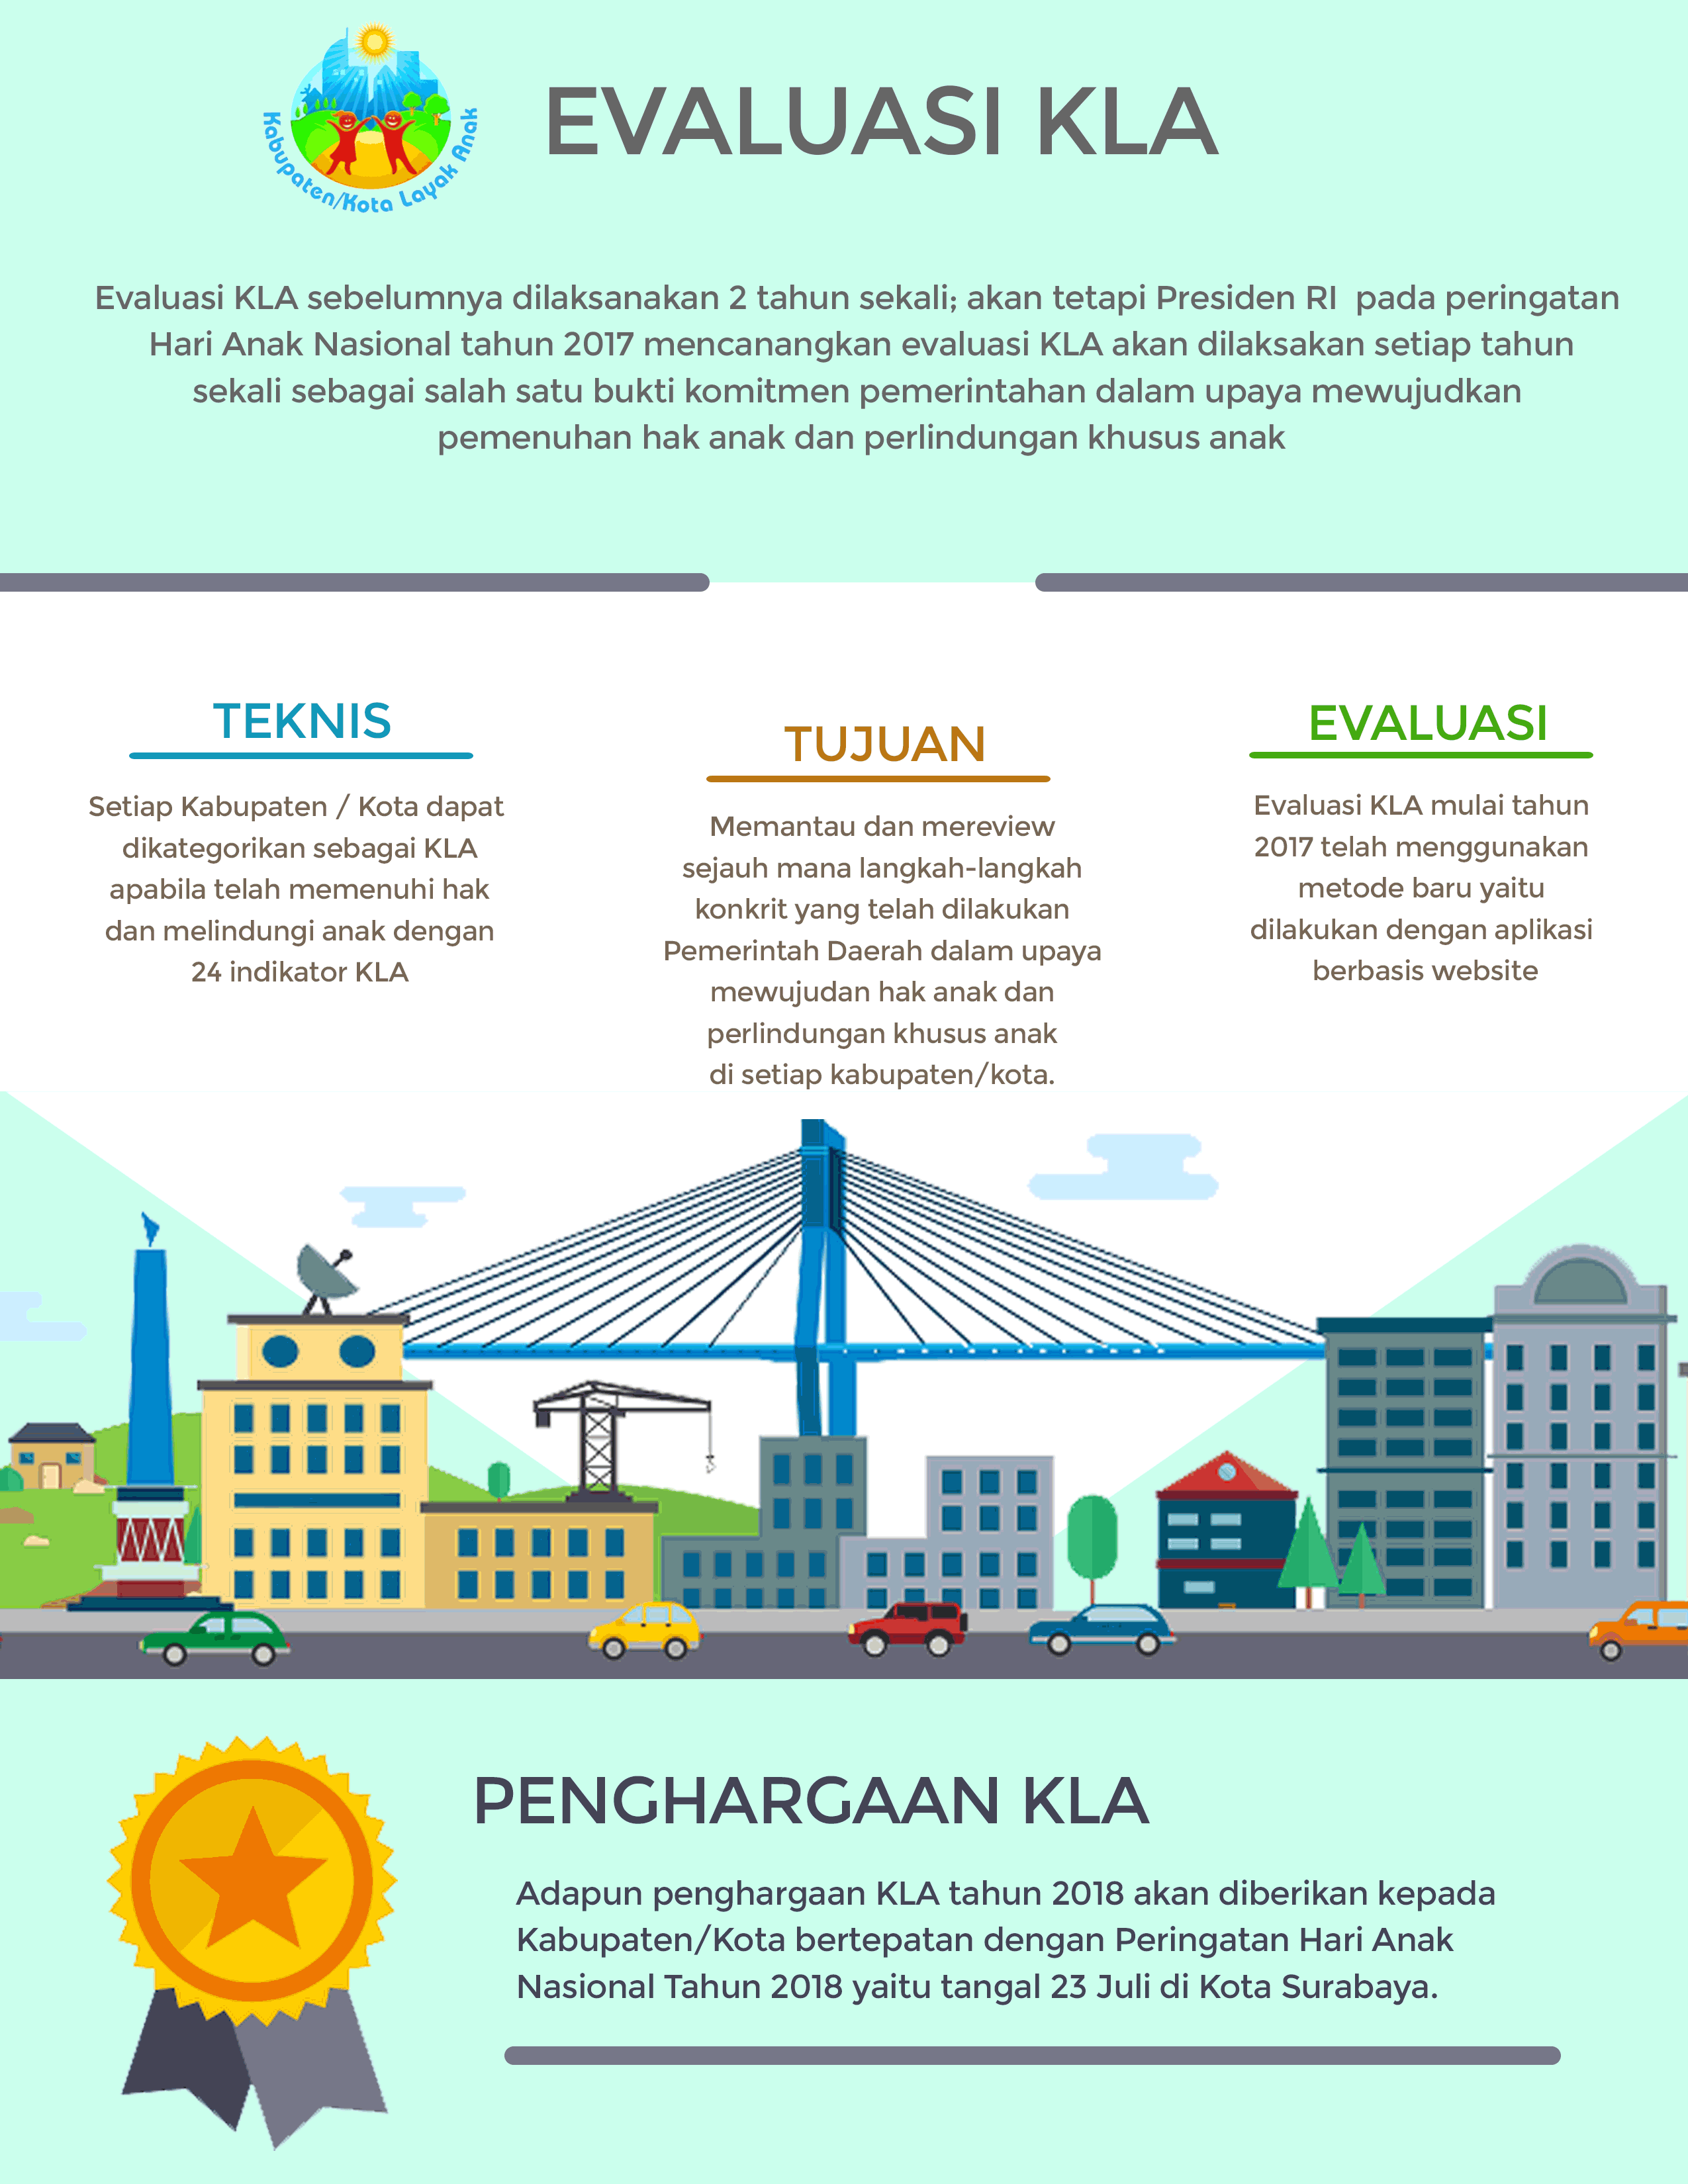 Kabupaten/Kota Layak Anak
EVALUASI KLA
Evaluasi KLA sebelumnya dilaksanakan 2 tahun sekali; akan tetapi Presiden RI pada peringatan
Hari Anak Nasional tahun 2017 mencanangkan evaluasi KLA akan dilaksakan setiap tahun
sekali sebagai salah satu bukti komitmen pemerintahan dalam upaya mewujudkan
pemenuhan hak anak dan perlindungan khusus anak
TEKNIS
Setiap Kabupaten / Kota dapat
dikategorikan sebagai KLA
apabila telah memenuhi hak
dan melindungi anak dengan
24 indikator KLA
TUJUAN
Memantau dan mereview
sejauh mana langkah-langkah
konkrit yang telah dilakukan
Pemerintah Daerah dalam upaya
mewujudan hak anak dan
perlindungan khusus anak
di setiap kabupaten/kota.
EVALUASI
Evaluasi KLA mulai tahun
2017 telah menggunakan
metode baru yaitu
dilakukan dengan aplikasi
berbasis website
PENGHARGAAN KLA
Adapun penghargaan KLA tahun 2018 akan diberikan kepada
Kabupaten/Kota bertepatan dengan Peringatan Hari Anak
Nasional Tahun 2018 yaitu tangal 23 Juli di Kota Surabaya.